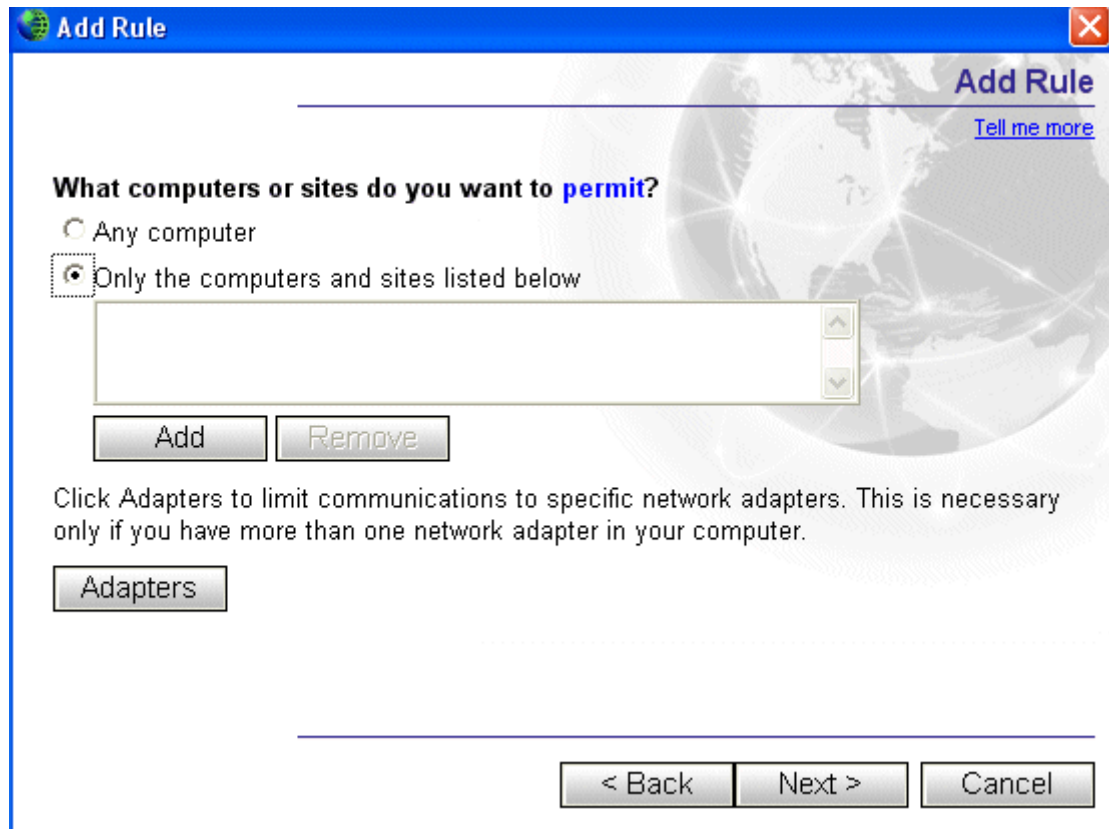 Add Rule
Add Rule
Tell me more
What computers or sites do you want to permit?
Any computer
Only the computers and sites listed below
Add
Remove
Click Adapters to limit communications to specific network adapters. This is necessary
only if you have more than one network adapter in your computer.
Adapters
< Back
Next >
Cancel